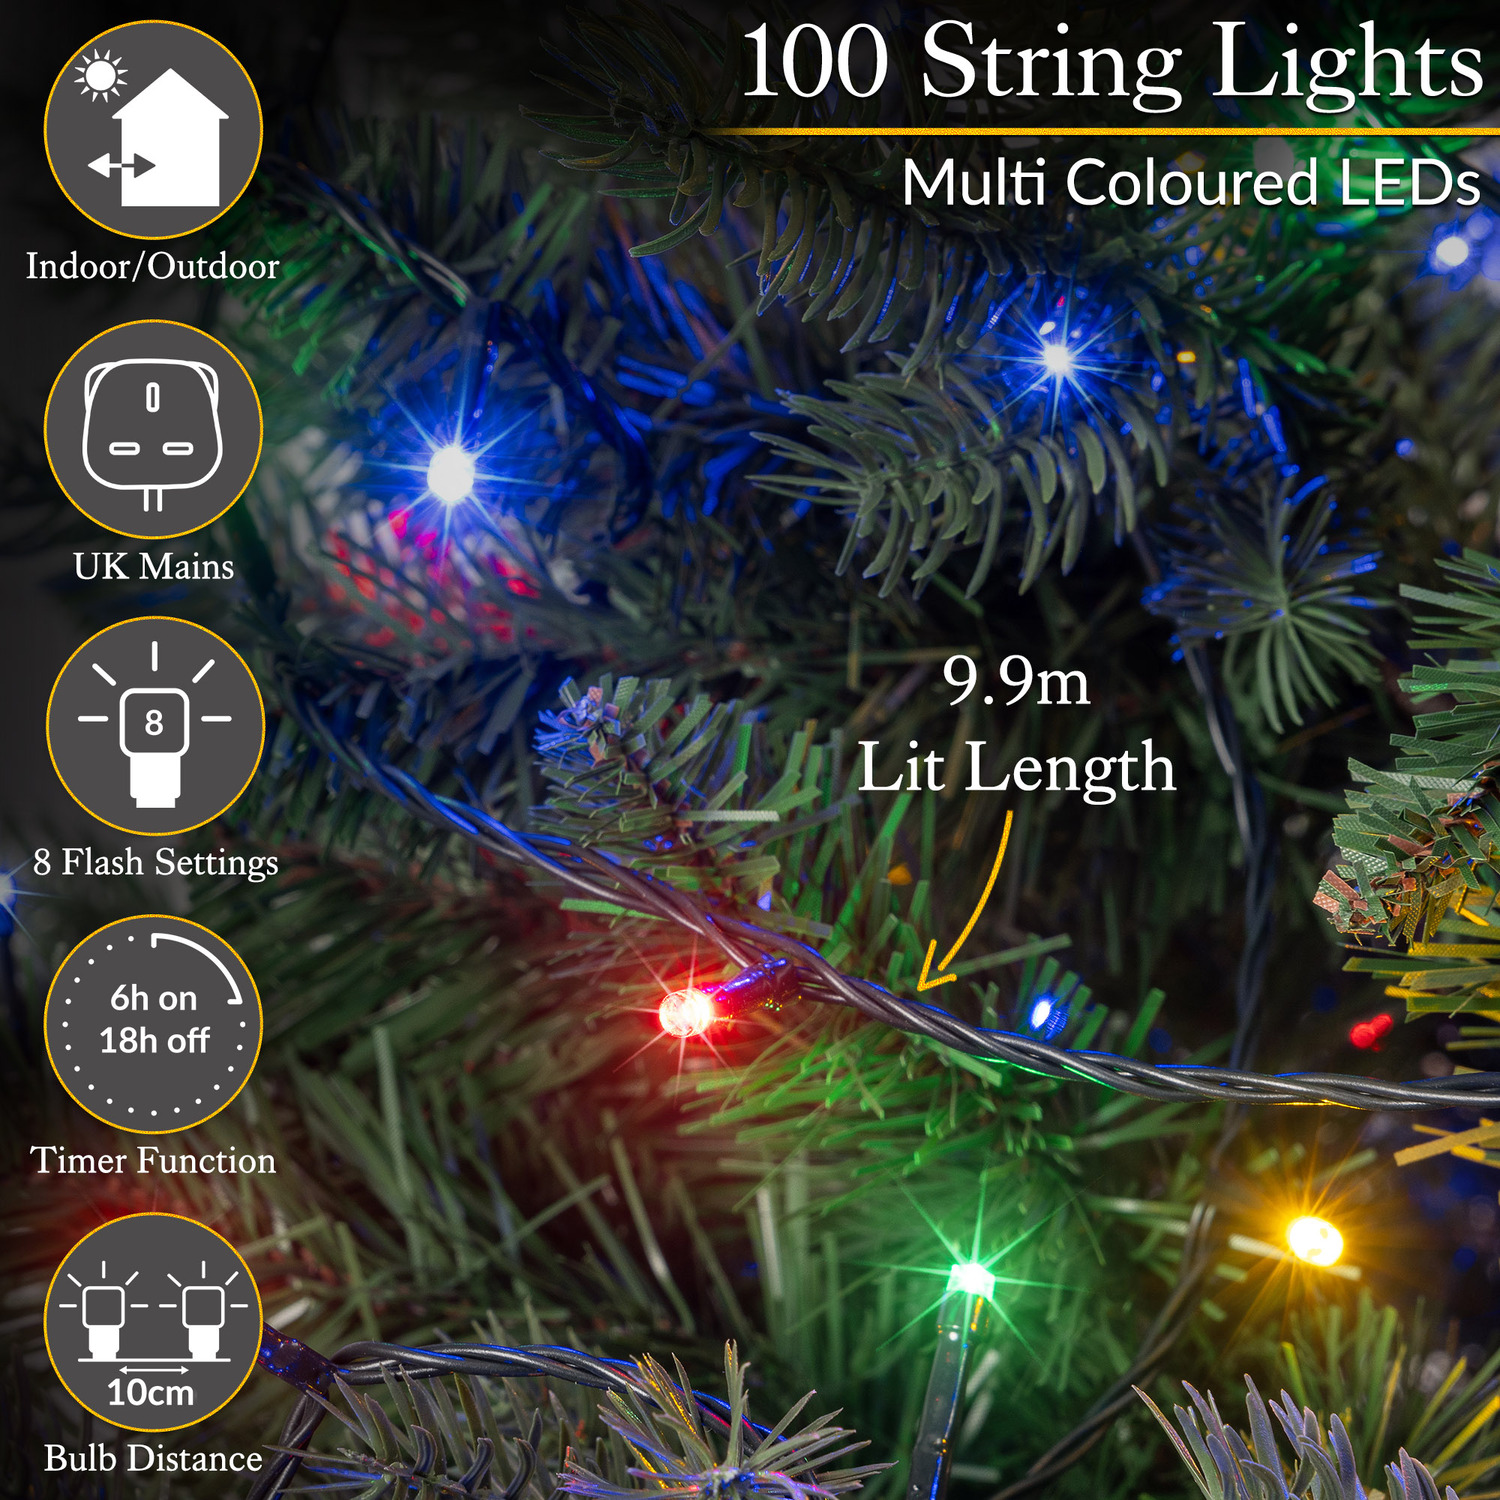 100 String Lights
Multi Coloured LEDs
Indoor/Outdoor
UK Mains
8
8 Flash Settings
6h on
18h off
Timer Function
10cm
Bulb Distance
9.9m
Lit Length